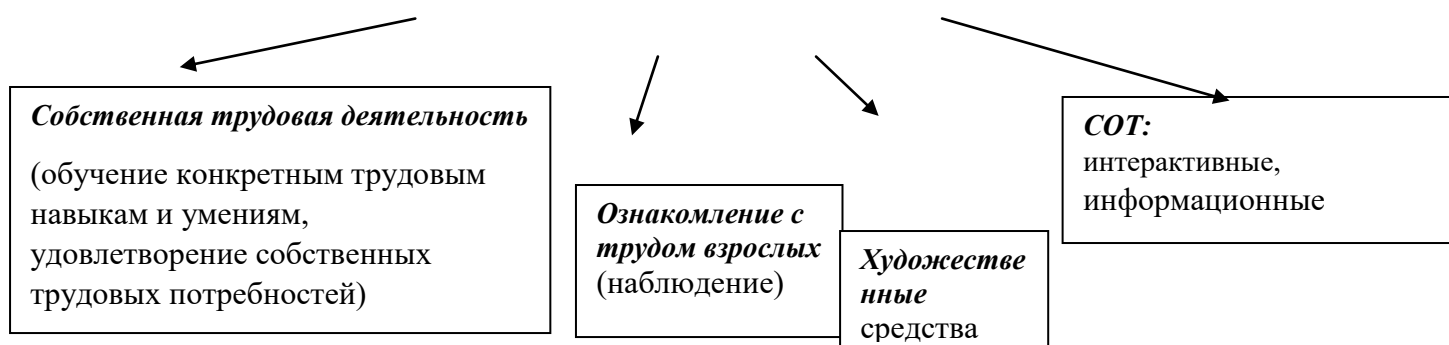 Собственная трудовая деятельность
(обучение конкретным трудовым
навыкам и умениям,
удовлетворение собственных
трудовых потребностей)
Ознакомление с
трудом взрослых
(наблюдение)
Художестве
нные
средства
СОТ:
интерактивные,
информационные